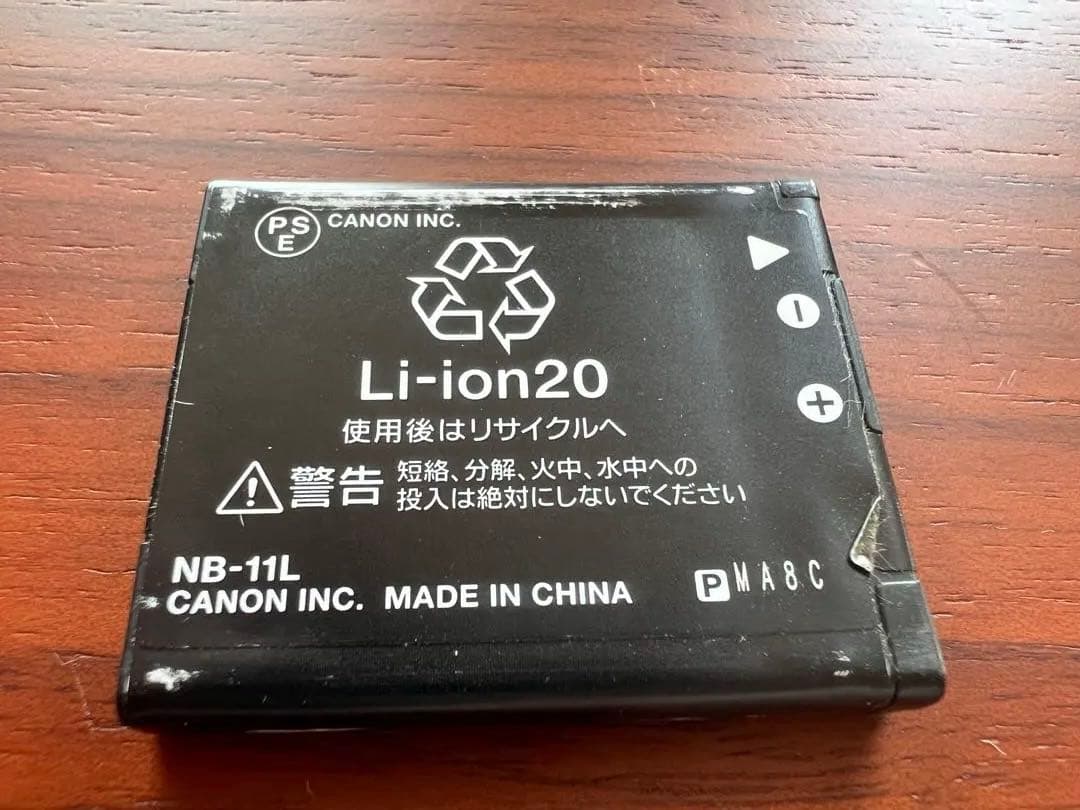 PSE CANON INC.
Li-ion20
使用後はリサイクルへ
警告 短絡、分解、火中、水中への
投入は絶対にしないでください
NB-11L
CANON INC. MADE IN CHINA P MA8C